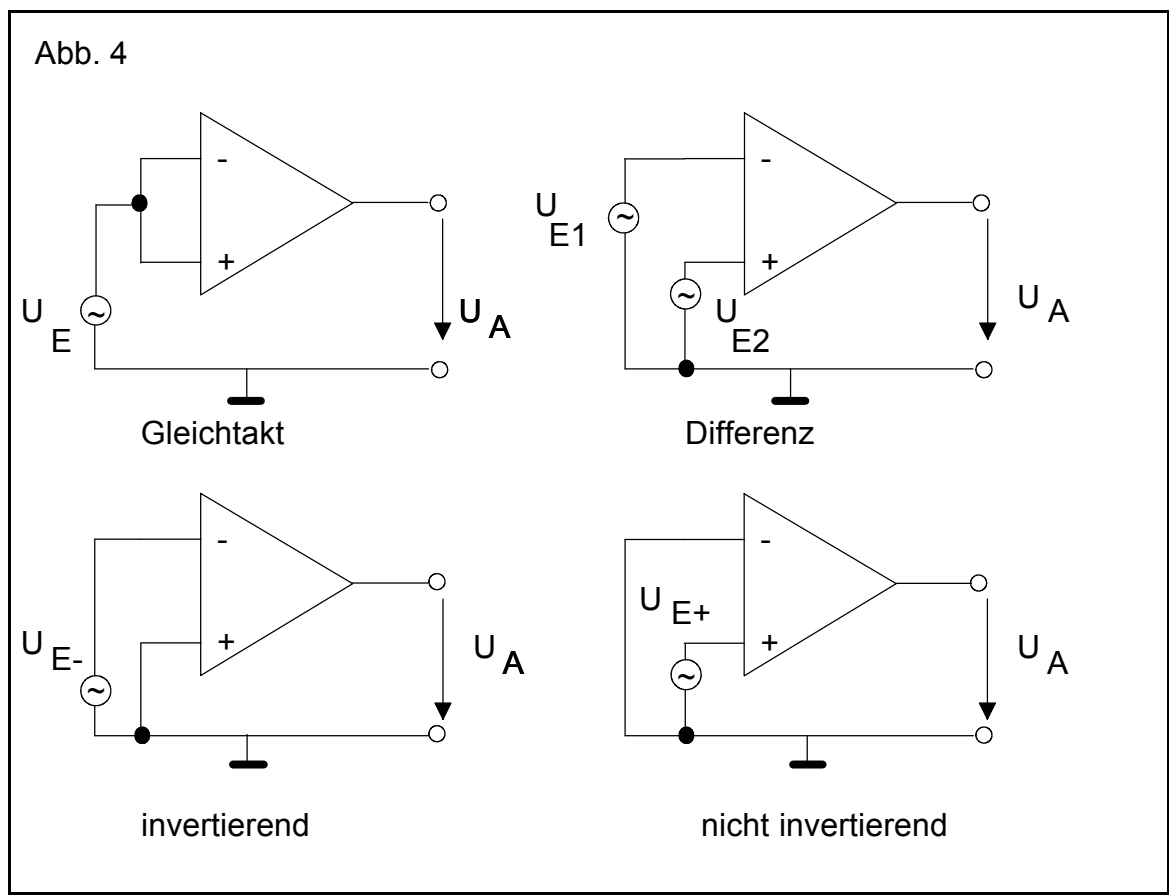 Abb. 4
-
+
U E
U A
Gleichtakt
-
+
U E1
U E2
U A
Differenz
-
+
U E-
U A
invertierend
-
+
U E+
U A
nicht invertierend